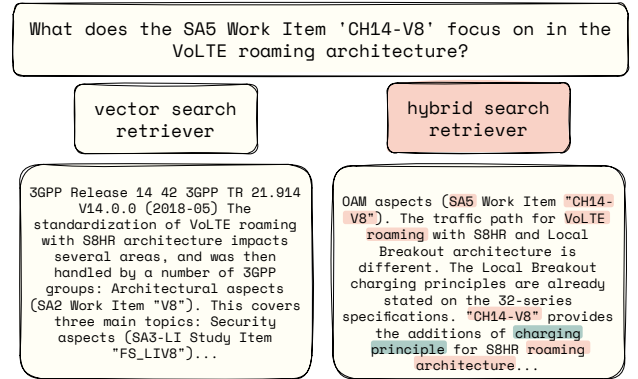 What does the SA5 Work Item 'CH14-V8' focus on in the
VoLTE roaming architecture?
vector search
retriever
3GPP Release 14 42 3GPP TR 21.914
V14.0.0 (2018-05) The
standardization of VoLTE roaming
with S8HR architecture impacts
several areas, and was then
handled by a number of 3GPP
groups: Architectural aspects
(SA2 Work Item "V8"). This covers
three main topics: Security
aspects (SA3-LI Study Item
"FS_LIV8")...
hybrid search
retriever
OAM aspects (SA5 Work Item "CH14-
V8"). The traffic path for VoLTE
roaming with S8HR and Local
Breakout architecture is
different. The Local Breakout
charging principles are already
stated on the 32-series
specifications. "CH14-V8" provides
the additions of charging
principle for S8HR roaming
architecture...